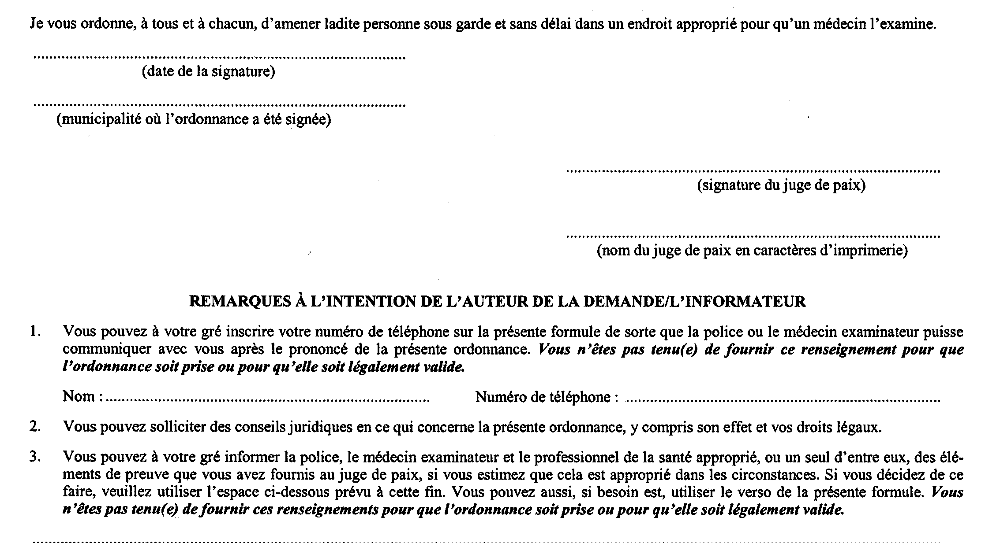 Je vous ordonne, à tous et à chacun, d'amener ladite personne sous garde et sans délai dans un endroit approprié pour qu'un médecin l'examine.
................................................................................................
(date de la signature)
................................................................................................
(municipalité où l'ordonnance a été signée)
................................................................................................
(signature du juge de paix)
................................................................................................
(nom du juge de paix en caractères d'imprimerie)
REMARQUES À L'INTENTION DE L'AUTEUR DE LA DEMANDE/L'INFORMATEUR
1. Vous pouvez à votre gré inscrire votre numéro de téléphone sur la présente formule de sorte que la police ou le médecin examinateur puisse
communiquer avec vous après le prononcé de la présente ordonnance. Vous n'êtes pas tenu(e) de fournir ce renseignement pour que
l'ordonnance soit prise ou pour qu'elle soit légalement valide.
Nom : .................................................................................... Numéro de téléphone : .................................................................................
2. Vous pouvez solliciter des conseils juridiques en ce qui concerne la présente ordonnance, y compris son effet et vos droits légaux.
3. Vous pouvez à votre gré informer la police, le médecin examinateur et le professionnel de la santé approprié, ou un seul d'entre eux, des élé-
ments de preuve que vous avez fournis au juge de paix, si vous estimez que cela est approprié dans les circonstances. Si vous décidez de ce
faire, veuillez utiliser l'espace ci-dessous prévu à cette fin. Vous pouvez aussi, si besoin est, utiliser le verso de la présente formule. Vous
n'êtes pas tenu(e) de fournir ces renseignements pour que l'ordonnance soit prise ou pour qu'elle soit légalement valide.